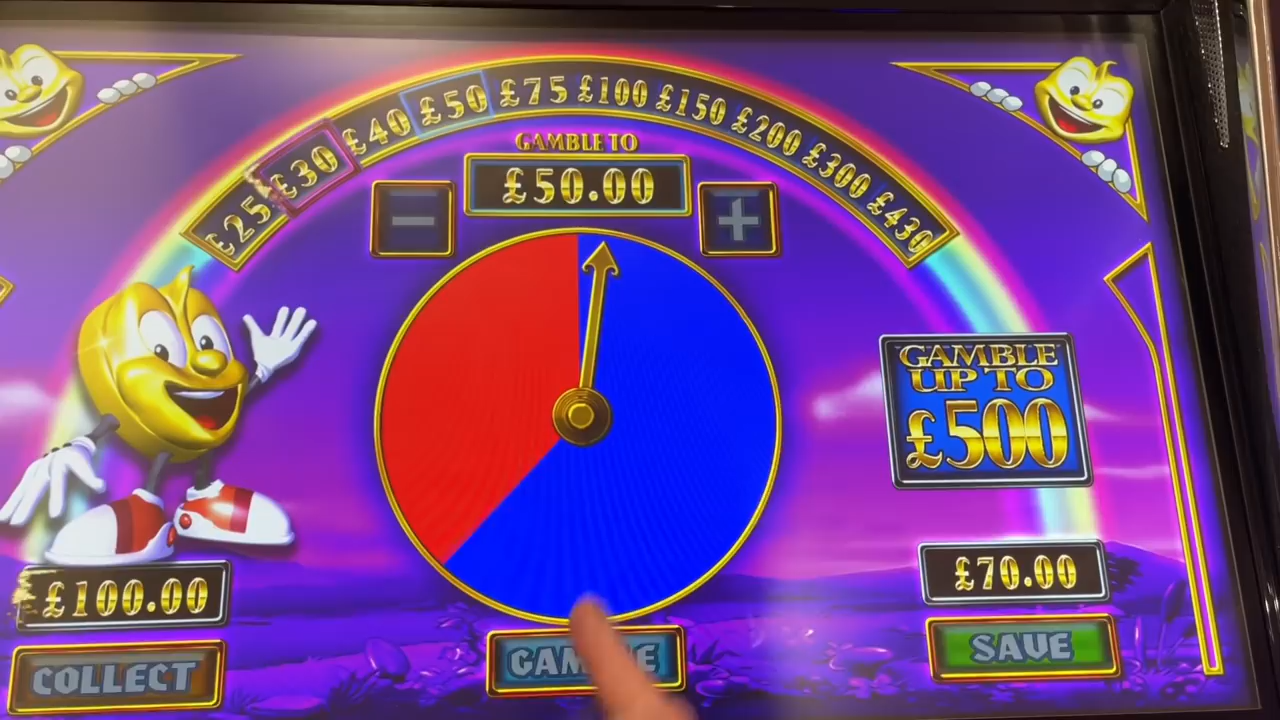 £25
£30
£40
£50
£75
£100
£150
£200
£300
£430
GAMBLE TO
£50.00
−
+
GAMBLE
UP TO
£500
£100.00
£70.00
COLLECT
GAMBLE
SAVE